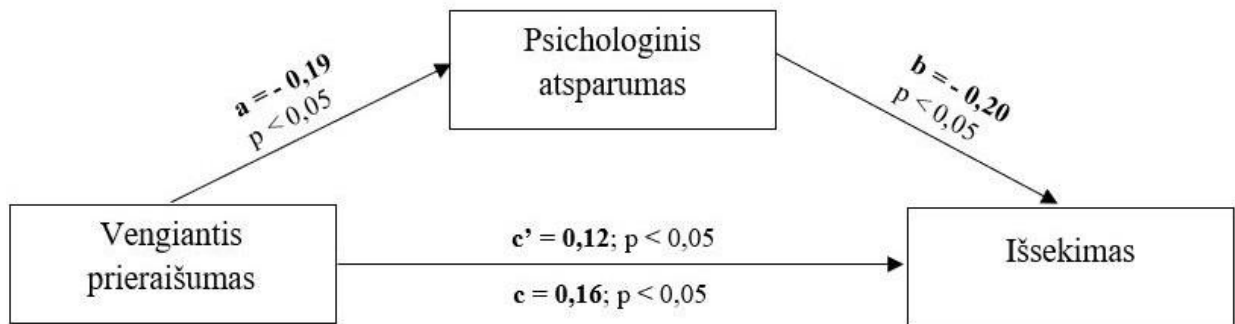 Psichologinis
atsparumas
a = - 0,19
p < 0,05
b = - 0,20
p < 0,05
Vengiantis
prieraišumas
c’ = 0,12; p < 0,05
c = 0,16; p < 0,05
Išsekimas